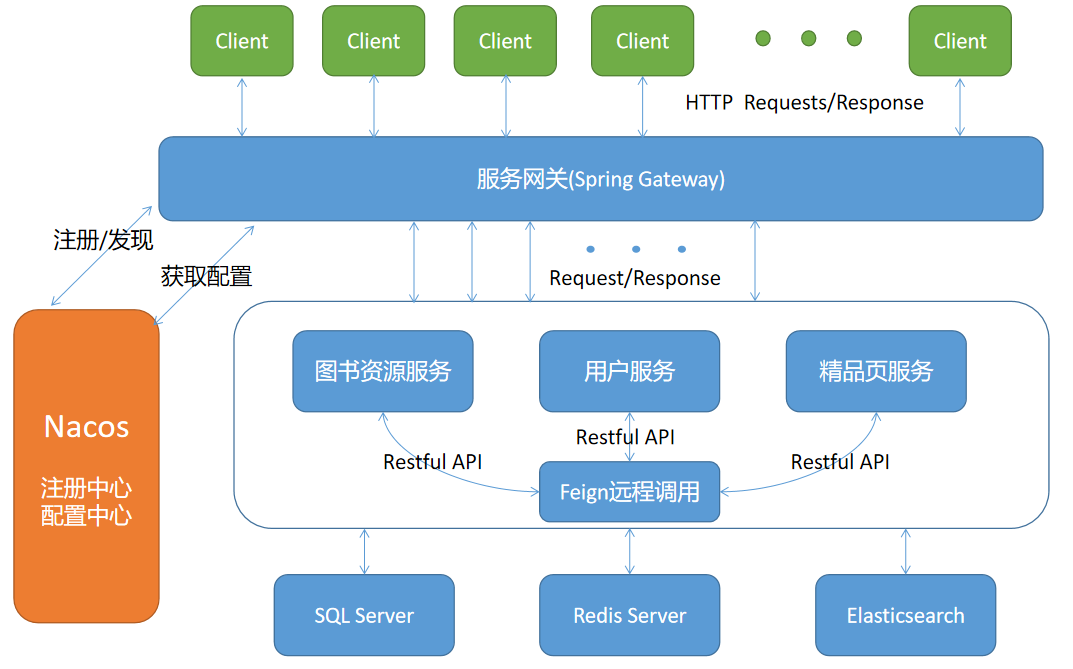 Client
Client
Client
Client
Client
HTTP Requests/Response
服务网关(Spring Gateway)
注册/发现
获取配置
Request/Response
图书资源服务
用户服务
精品页服务
Nacos
注册中心
配置中心
Restful API
Restful API
Restful API
Feign远程调用
SQL Server
Redis Server
Elasticsearch